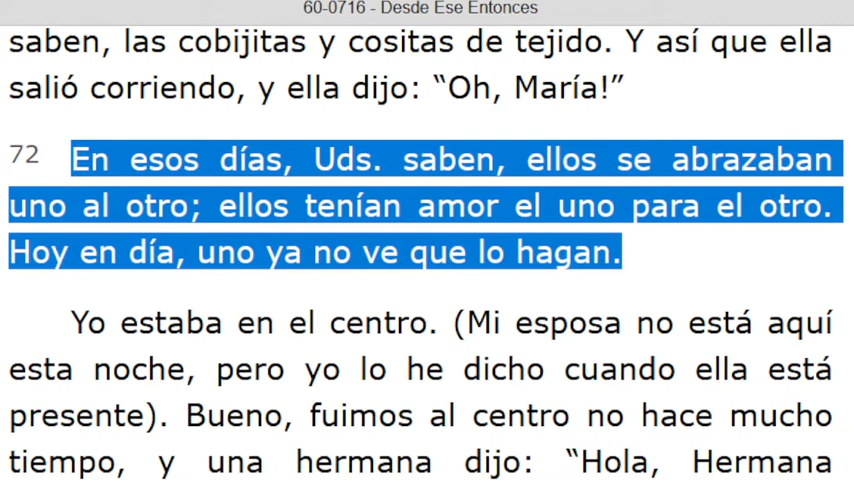 60-0716 - Desde Ese Entonces
saben, las cobijitas y cositas de tejido. Y así que ella
salió corriendo, y ella dijo: “Oh, María!”
72 En esos días, Uds. saben, ellos se abrazaban
uno al otro; ellos tenían amor el uno para el otro.
Hoy en día, uno ya no ve que lo hagan.
Yo estaba en el centro. (Mi esposa no está aquí
esta noche, pero yo lo he dicho cuando ella está
presente). Bueno, fuimos al centro no hace mucho
tiempo, y una hermana dijo: “Hola, Hermana